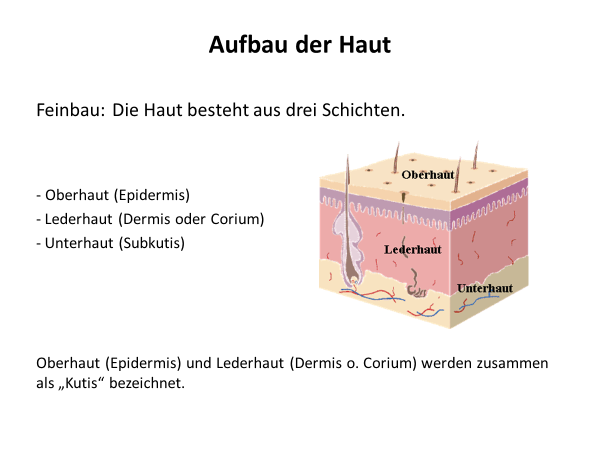 Aufbau der Haut
Feinbau: Die Haut besteht aus drei Schichten.
- Oberhaut (Epidermis)
- Lederhaut (Dermis oder Corium)
- Unterhaut (Subkutis)
Oberhaut
Lederhaut
Unterhaut
Oberhaut (Epidermis) und Lederhaut (Dermis o. Corium) werden zusammen
als „Kutis“ bezeichnet.